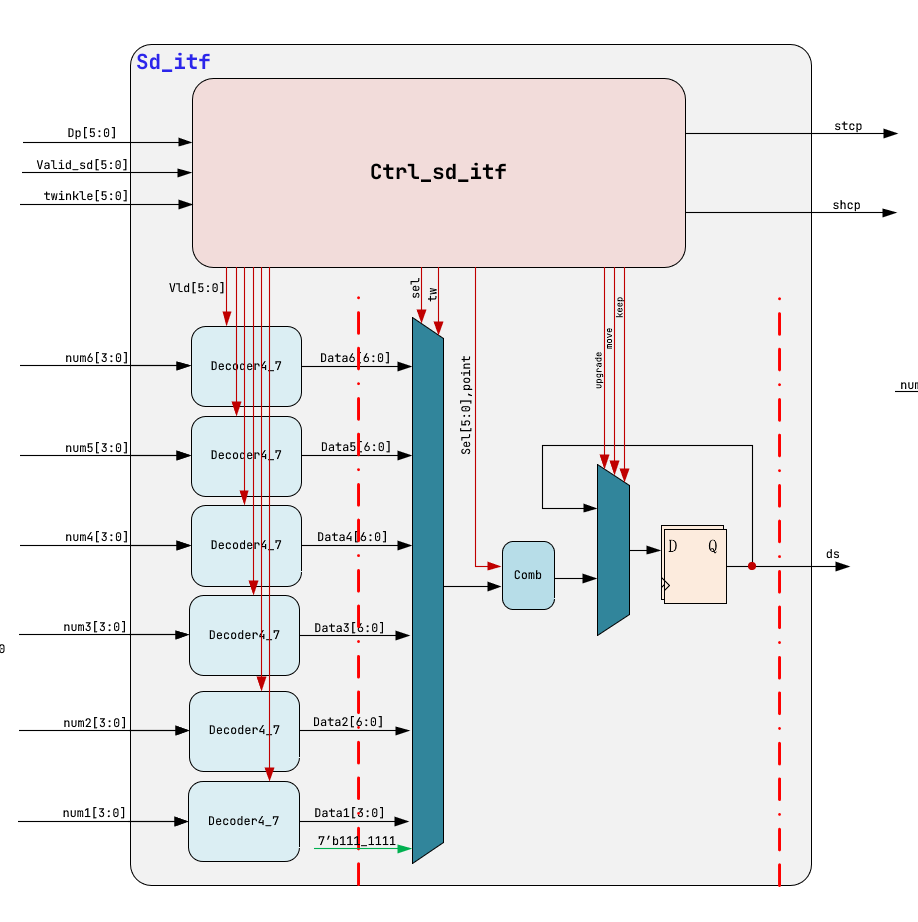 Sd_itf
Dp[5:0]
Valid_sd[5:0]
twinkle[5:0]
Ctrl_sd_itf
stcp
shcp
Vld[5:0]
sel
tw
Sel[5:0],point
upgrade
move
keep
num6[3:0]
Decoder4_7
Data6[6:0]
num
num5[3:0]
Decoder4_7
Data5[6:0]
num4[3:0]
Decoder4_7
Data4[6:0]
D Q
ds
Comb
num3[3:0]
Decoder4_7
Data3[6:0]
0
num2[3:0]
Decoder4_7
Data2[6:0]
num1[3:0]
Decoder4_7
Data1[3:0]
7'b111_1111